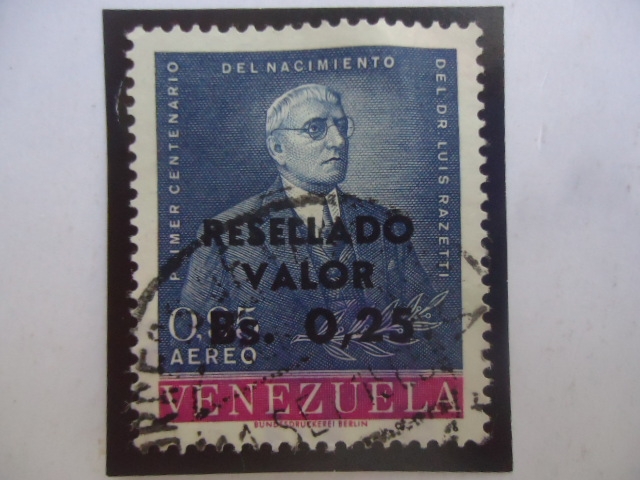 PRIMER CENTENARIO
DEL NACIMIENTO
DEL DR LUIS RAZETTI
RESELLADO
VALOR
Bs. 0,25
AEREO
VENEZUELA
BUNDESDRUCKEREI BERLIN